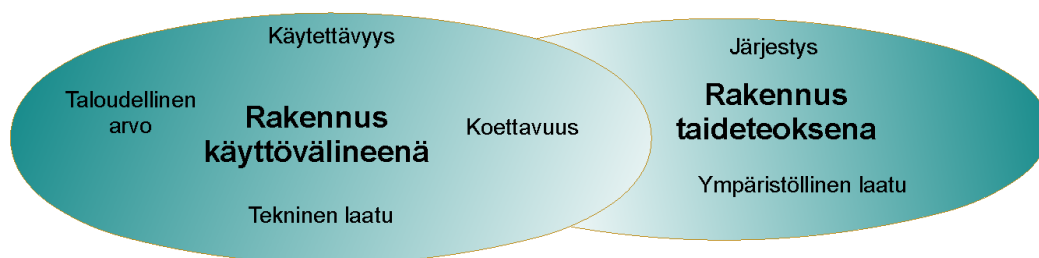 Käytettävyys
Taloudellinen
arvo
Rakennus
käyttövälineenä
Koettavuus
Tekninen laatu
Järjestys
Rakennus
taideteoksena
Ympäristöllinen laatu